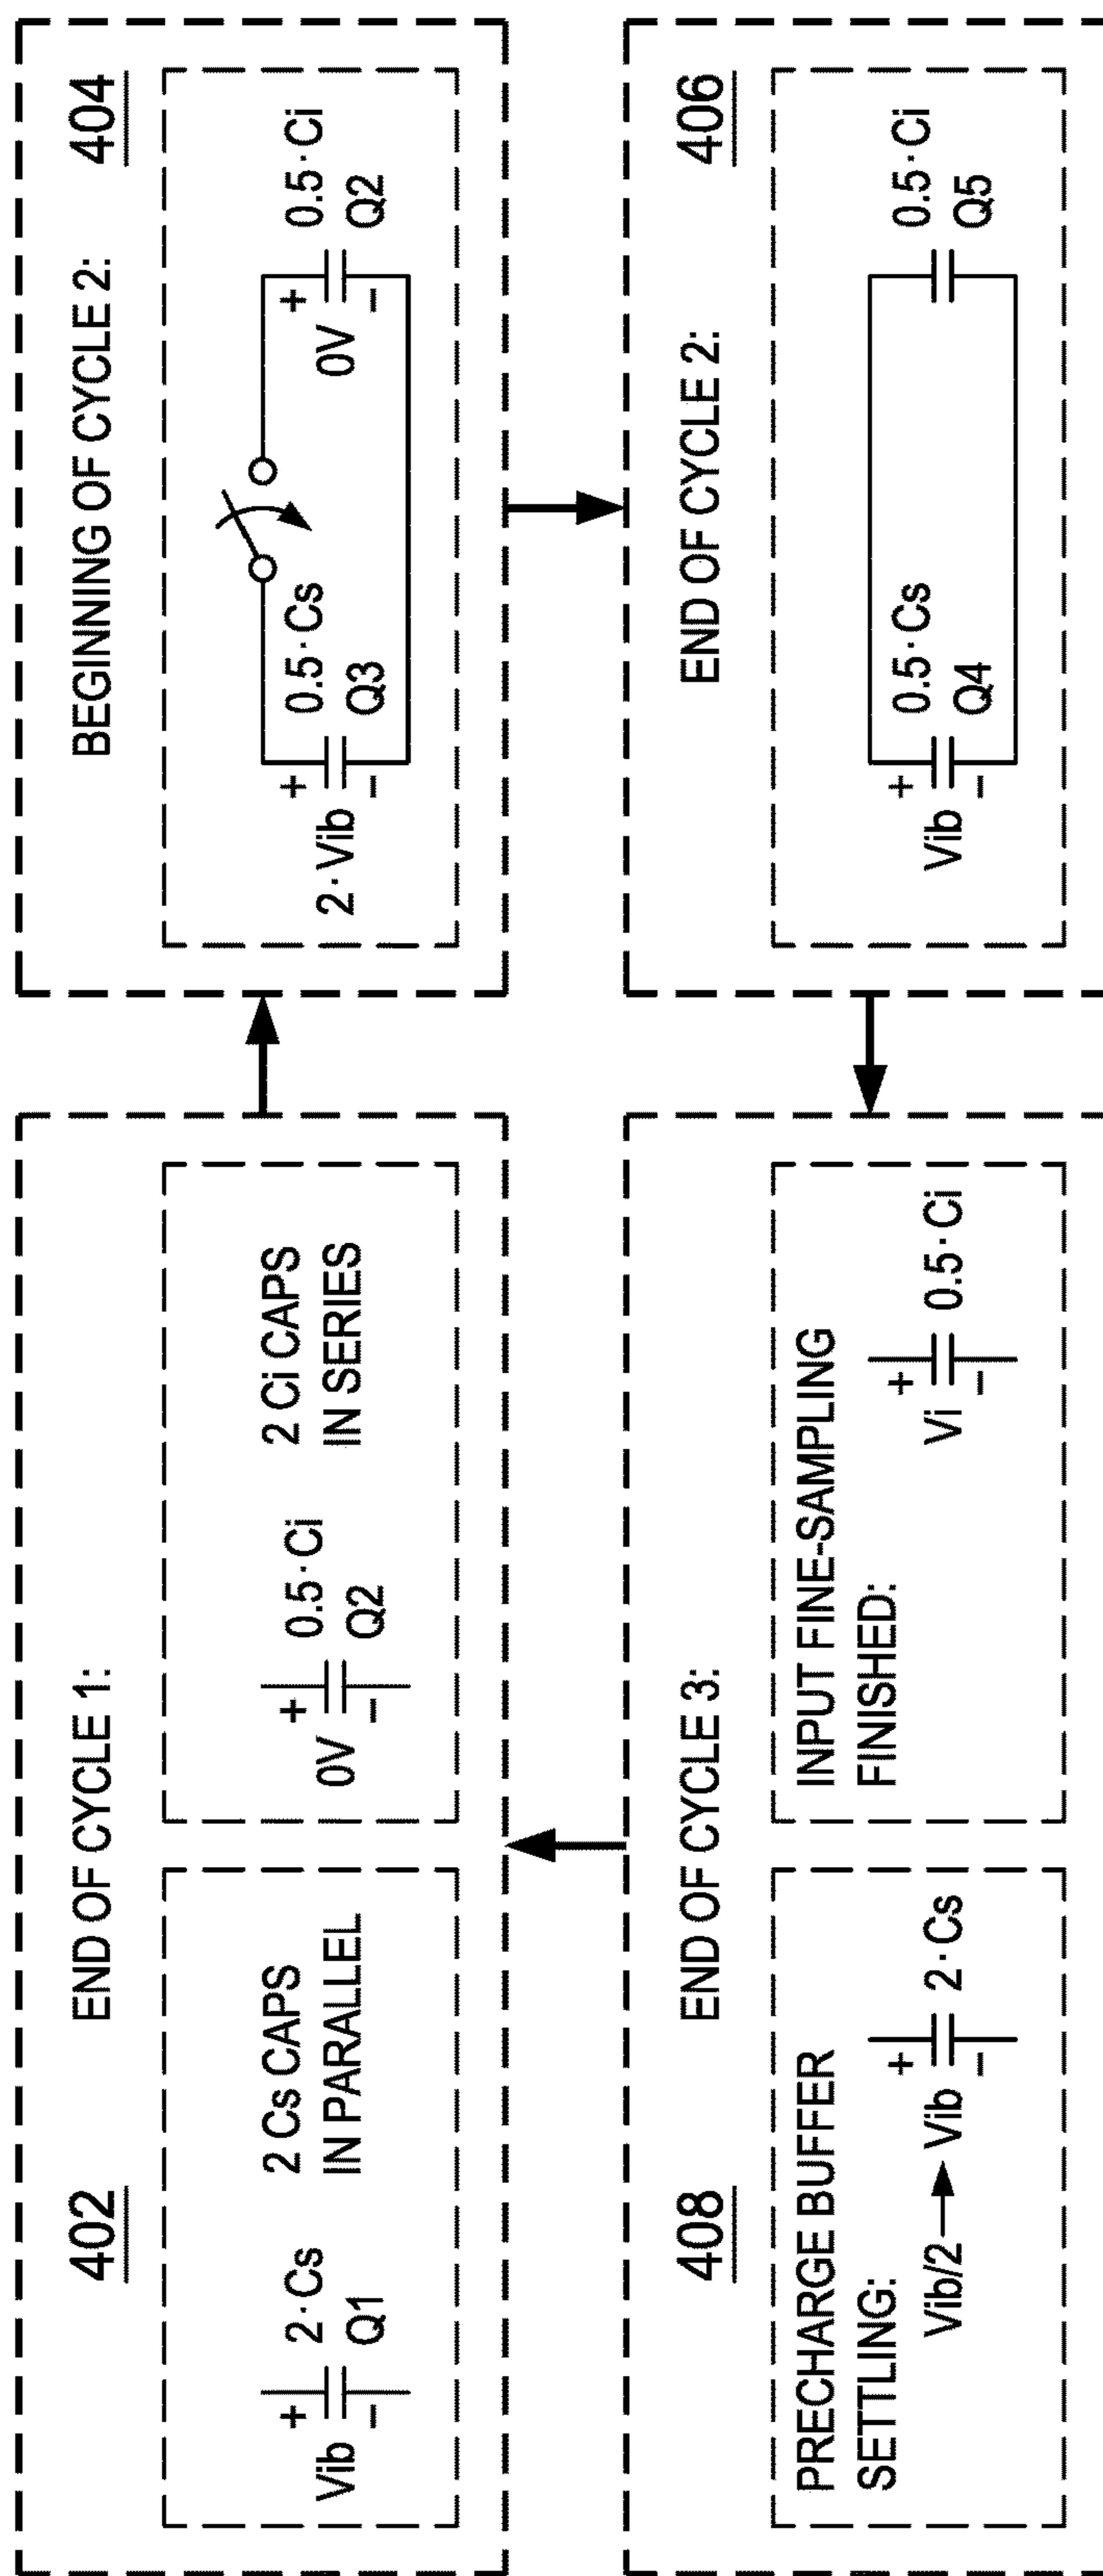 402
END OF CYCLE 1:
Vib
+
−
2·Cs
Q1
2 Cs CAPS
IN PARALLEL
0V
+
−
0.5·Ci
Q2
2 Ci CAPS
IN SERIES
404
BEGINNING OF CYCLE 2:
2·Vib
+
−
0.5·Cs
Q3
0V
+
−
0.5·Ci
Q2
406
END OF CYCLE 2:
Vib
+
−
0.5·Cs
Q4
0.5·Ci
Q5
408
END OF CYCLE 3:
PRECHARGE BUFFER
SETTLING:
Vib/2 → Vib
+
−
2·Cs
INPUT FINE-SAMPLING
FINISHED:
Vi
+
−
0.5·Ci